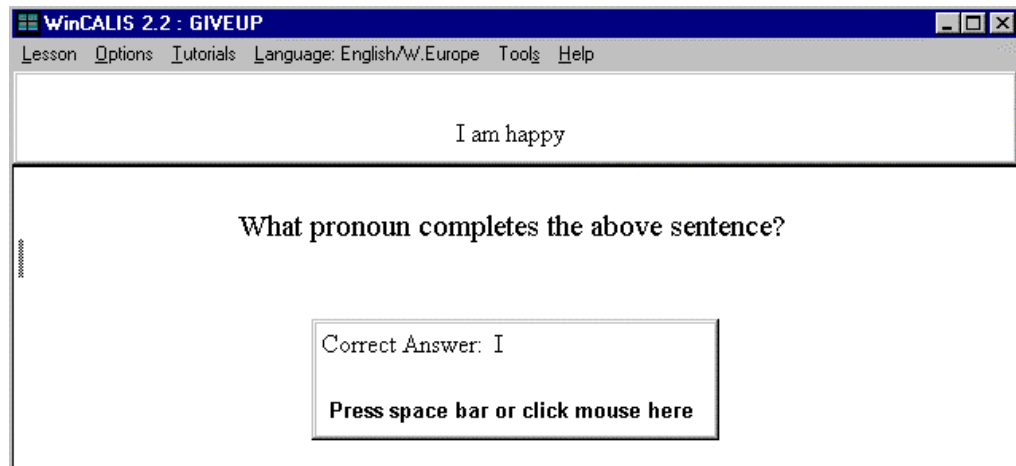 WinCALIS 2.2 : GIVEUP
Lesson Options Tutorials Language: English/W.Europe Tools Help
I am happy
What pronoun completes the above sentence?
Correct Answer: I
Press space bar or click mouse here